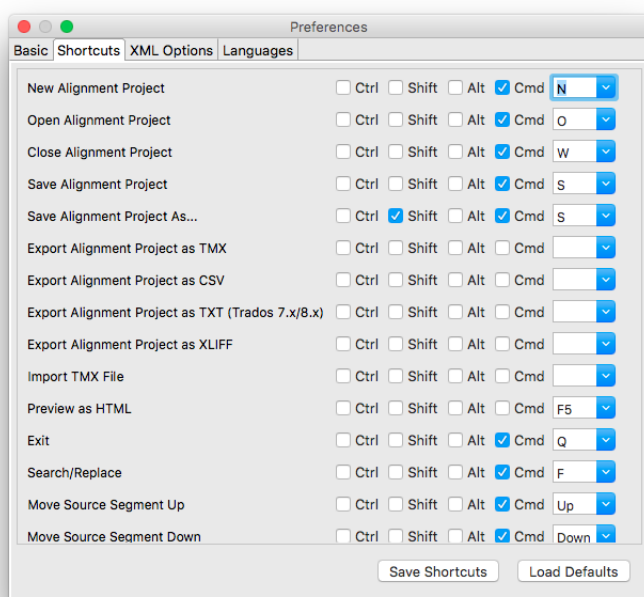 Preferences
Basic Shortcuts XML Options Languages
New Alignment Project Ctrl Shift Alt Cmd N
Open Alignment Project Ctrl Shift Alt Cmd O
Close Alignment Project Ctrl Shift Alt Cmd W
Save Alignment Project Ctrl Shift Alt Cmd S
Save Alignment Project As... Ctrl Shift Alt Cmd S
Export Alignment Project as TMX Ctrl Shift Alt Cmd
Export Alignment Project as CSV Ctrl Shift Alt Cmd
Export Alignment Project as TXT (Trados 7.x/8.x) Ctrl Shift Alt Cmd
Export Alignment Project as XLIFF Ctrl Shift Alt Cmd
Import TMX File Ctrl Shift Alt Cmd
Preview as HTML Ctrl Shift Alt Cmd F5
Exit Ctrl Shift Alt Cmd Q
Search/Replace Ctrl Shift Alt Cmd F
Move Source Segment Up Ctrl Shift Alt Cmd Up
Move Source Segment Down Ctrl Shift Alt Cmd Down
Save Shortcuts Load Defaults